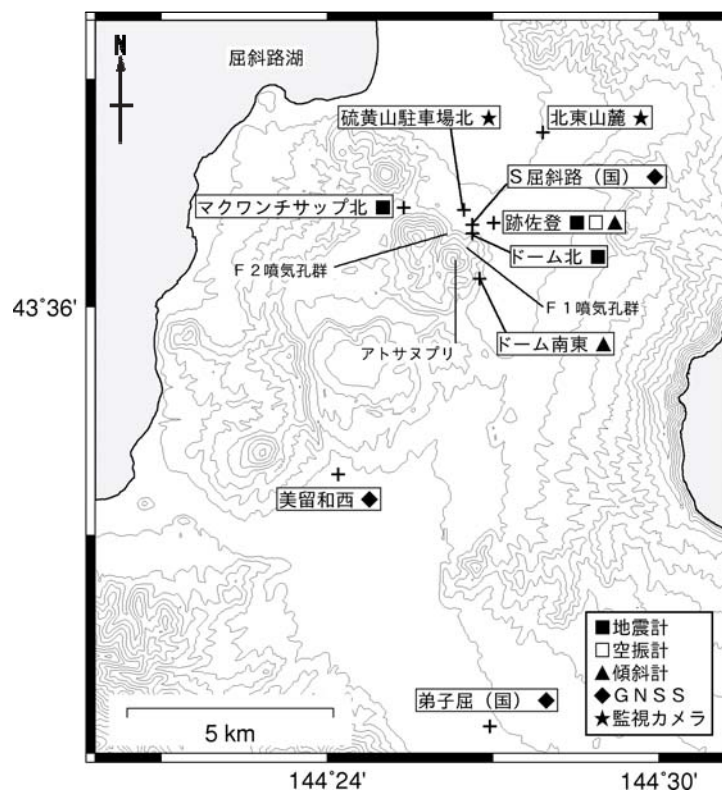 N
屈斜路湖
硫黄山駐車場北 ★
北東山麓 ★
S屈斜路（国） ◆
マクワンチサップ北 ■
跡佐登 ■ □ ▲
ドーム北 ■
F2噴気孔群
43°36'
F1噴気孔群
アトサヌプリ
ドーム南東 ▲
美留和西 ◆
■地震計
□空振計
▲傾斜計
◆GNSS
★監視カメラ
弟子屈（国） ◆
5 km
144°24'
144°30'